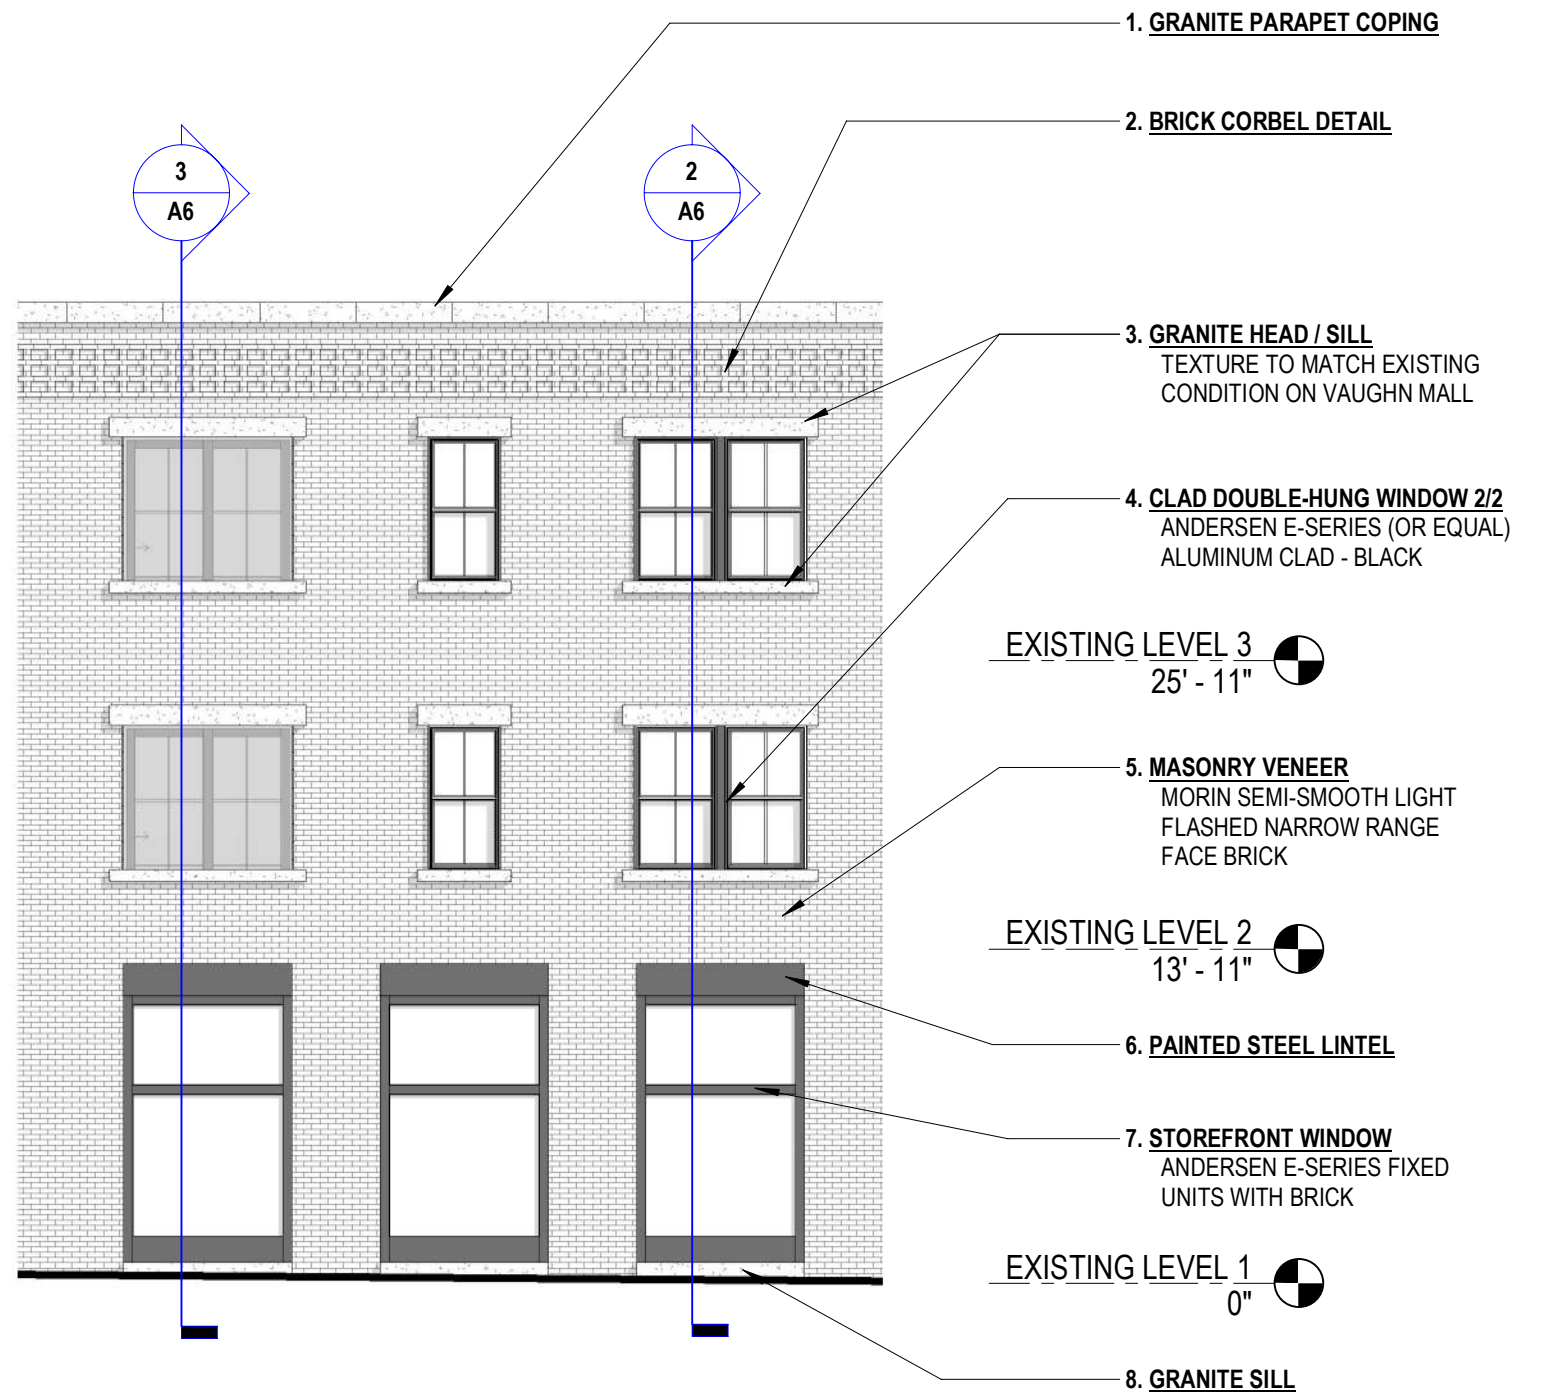 1. GRANITE PARAPET COPING
2. BRICK CORBEL DETAIL
3
A6
2
A6
3. GRANITE HEAD / SILL
TEXTURE TO MATCH EXISTING
CONDITION ON VAUGHN MALL
4. CLAD DOUBLE-HUNG WINDOW 2/2
ANDERSEN E-SERIES (OR EQUAL)
ALUMINUM CLAD - BLACK
EXISTING LEVEL 3
25' - 11"
5. MASONRY VENEER
MORIN SEMI-SMOOTH LIGHT
FLASHED NARROW RANGE
FACE BRICK
EXISTING LEVEL 2
13' - 11"
6. PAINTED STEEL LINTEL
7. STOREFRONT WINDOW
ANDERSEN E-SERIES FIXED
UNITS WITH BRICK
EXISTING LEVEL 1
0"
8. GRANITE SILL